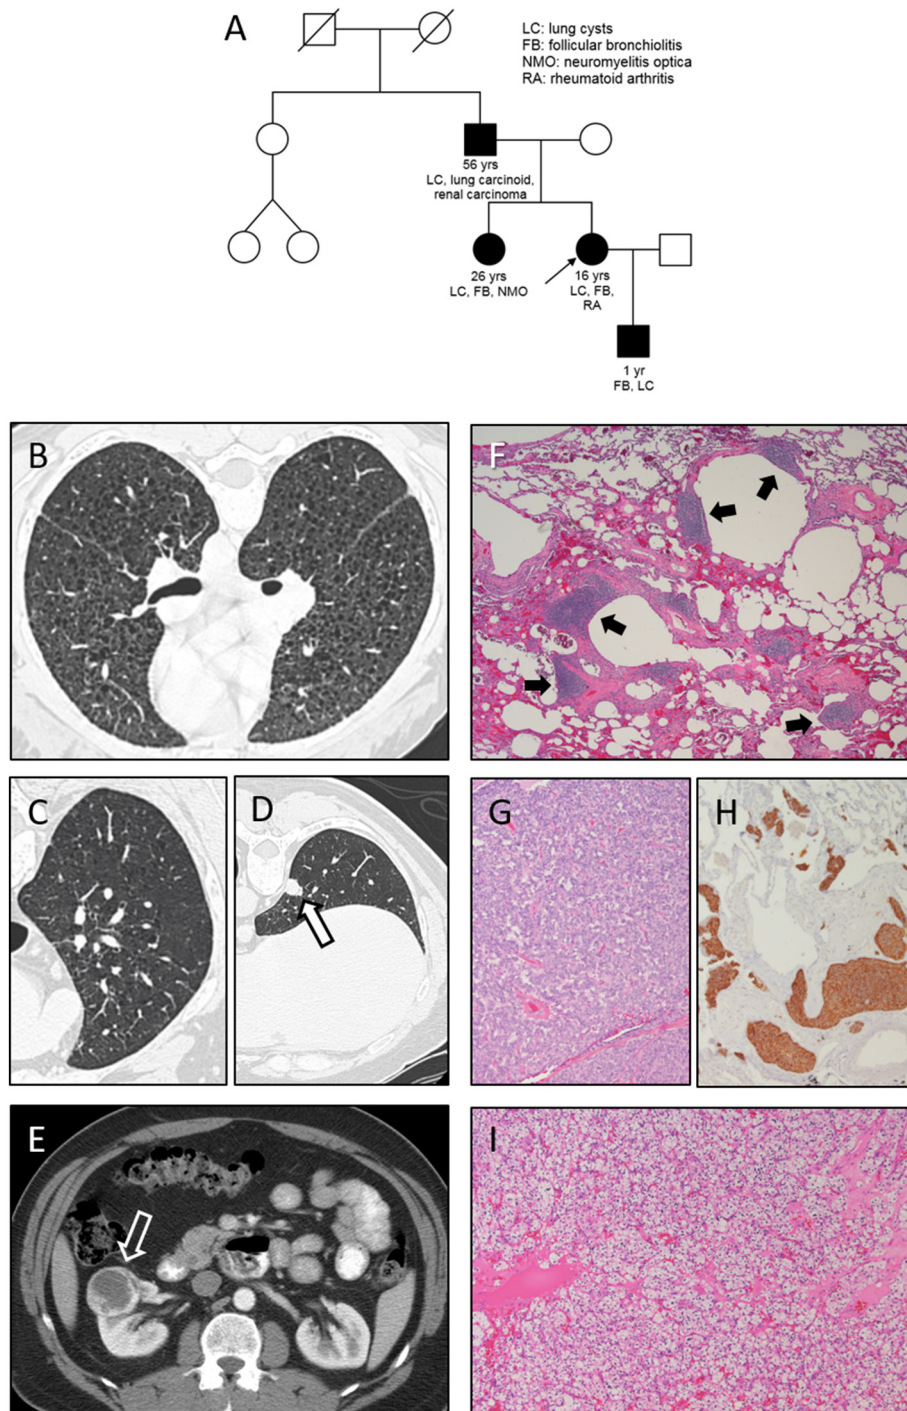 A
LC: lung cysts
FB: follicular bronchiolitis
NMO: neuromyelitis optica
RA: rheumatoid arthritis
56 yrs
LC, lung carcinoid,
renal carcinoma
26 yrs
LC, FB, NMO
16 yrs
LC, FB,
RA
1 yr
FB, LC
B
F
C
D
G
H
E
I